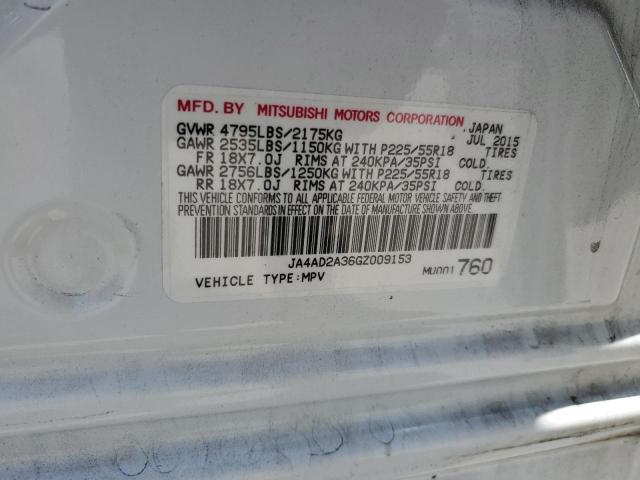 MFD. BY MITSUBISHI MOTORS CORPORATION JAPAN
GVWR 4795LBS/2175KG JUL 2015
GAWR 2535LBS/1150KG WITH P225/55R18 TIRES
FR 18X7.0J RIMS AT 240KPA/35PSI COLD.
GAWR 2756LBS/1250KG WITH P225/55R18 TIRES
RR 18X7.0J RIMS AT 240KPA/35PSI COLD.
THIS VEHICLE CONFORMS TO ALL APPLICABLE FEDERAL MOTOR VEHICLE SAFETY AND THEFT
PREVENTION STANDARDS IN EFFECT ON THE DATE OF MANUFACTURE SHOWN ABOVE.
JA4AD2A36GZ009153
VEHICLE TYPE:MPV MU001760